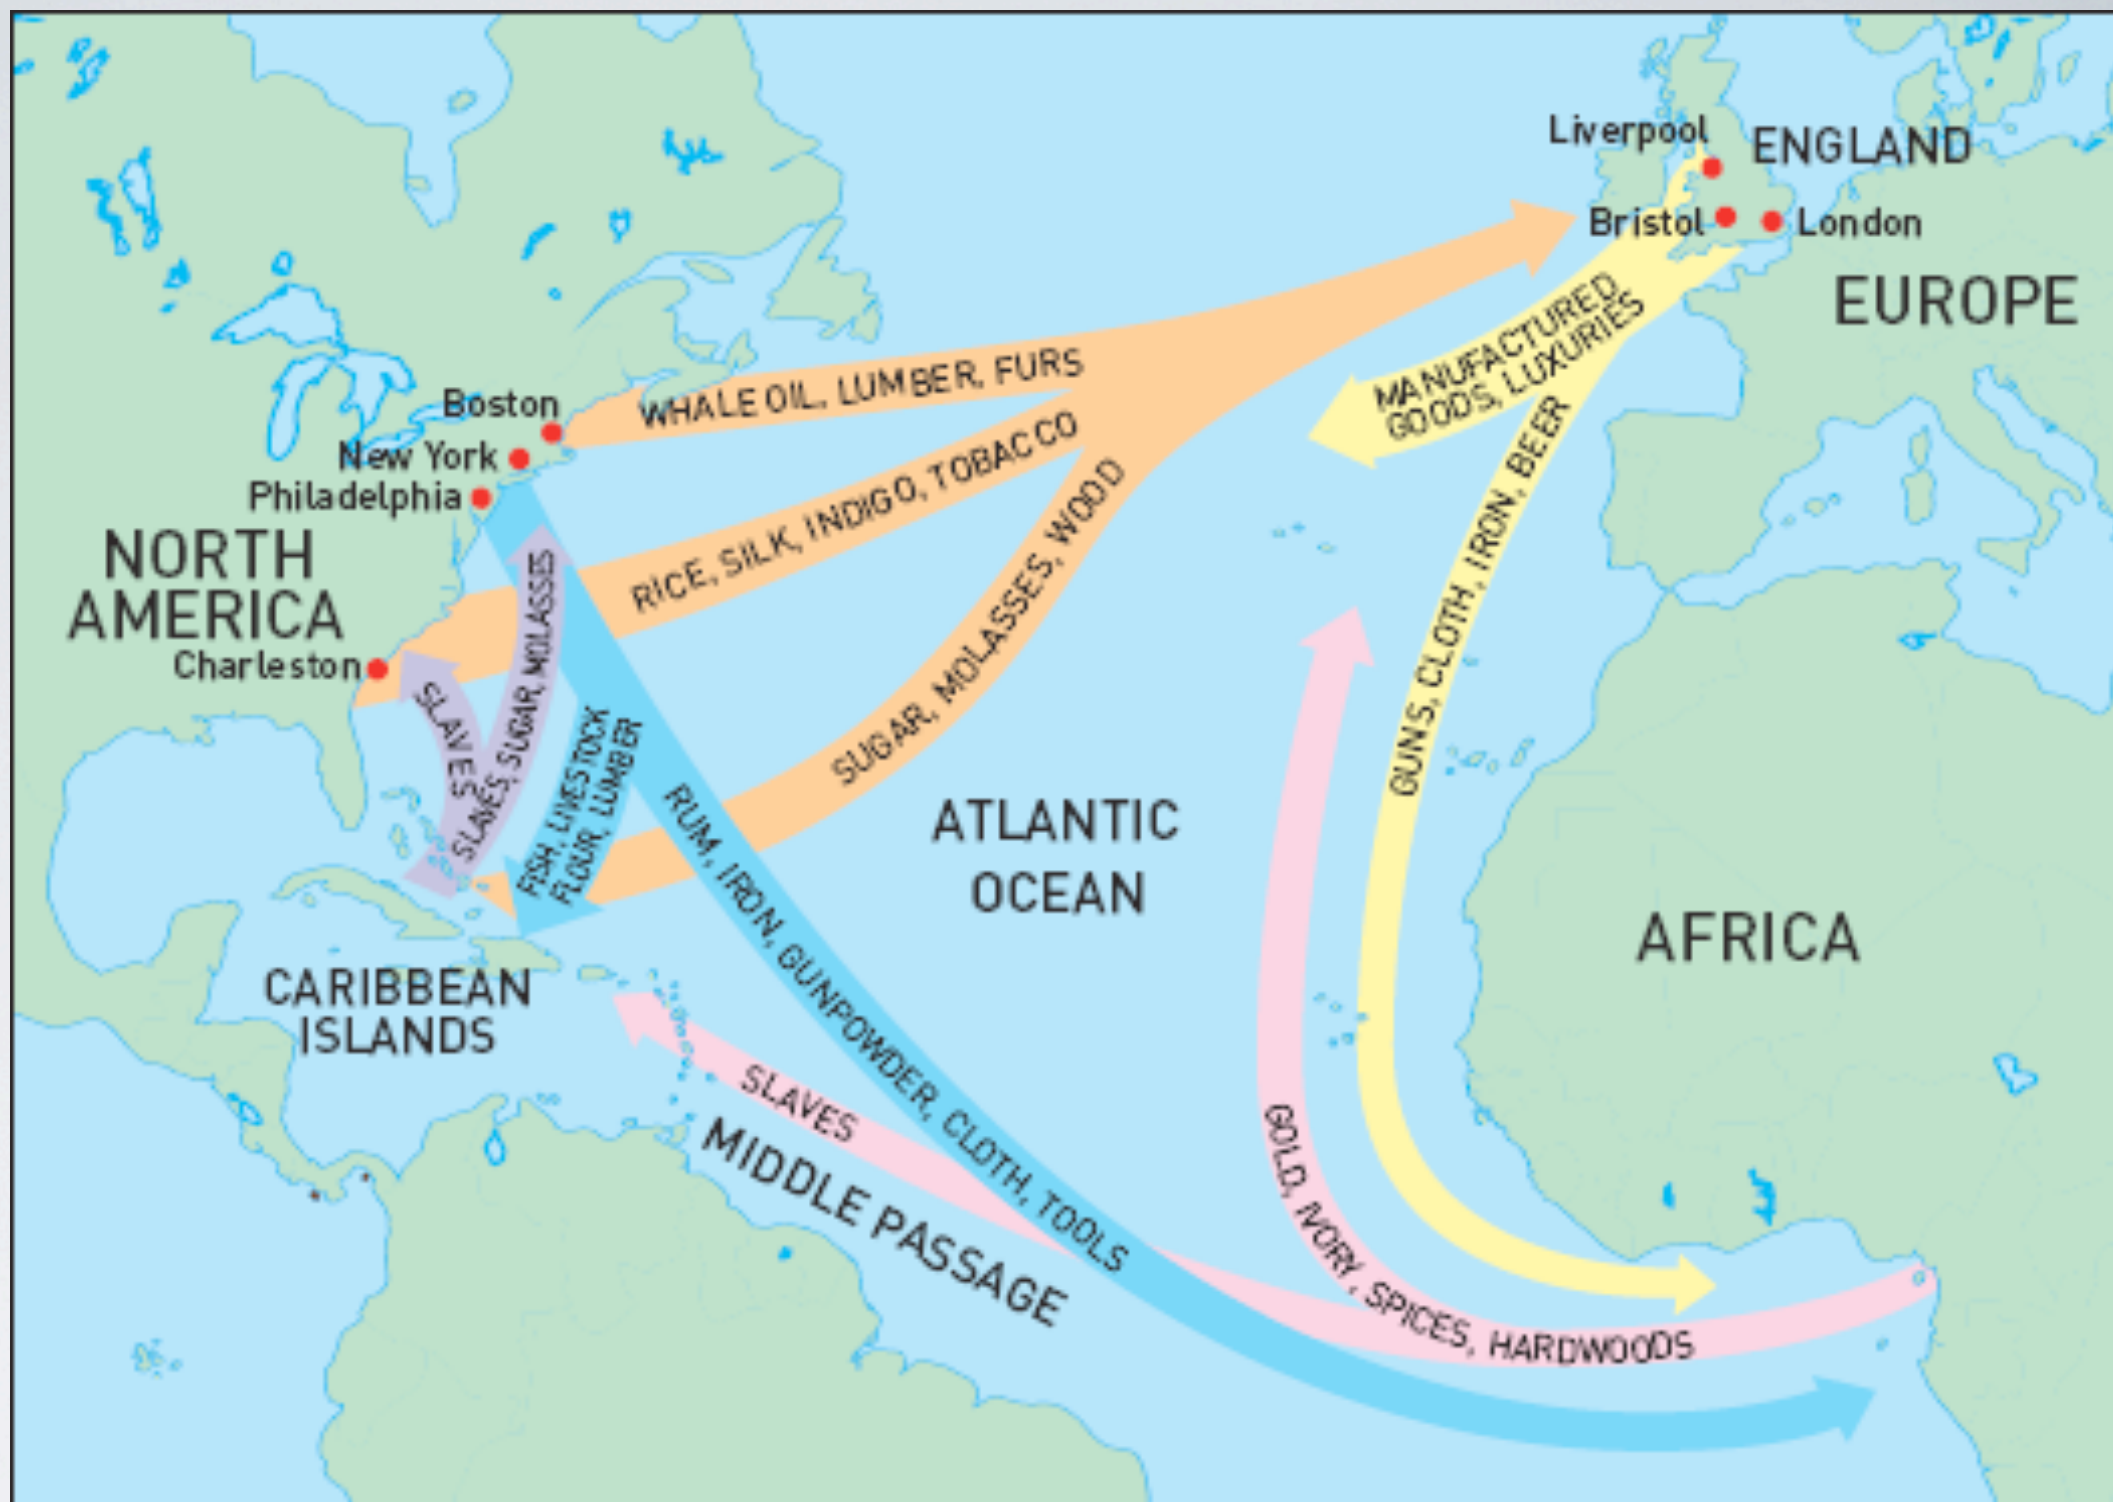 Liverpool
ENGLAND
Bristol
London
EUROPE
MANUFACTURED
GOODS, LUXURIES
WHALE OIL, LUMBER, FURS
Boston
New York
Philadelphia
RICE, SILK, INDIGO, TOBACCO
GUNS, CLOTH, IRON, BEER
NORTH
AMERICA
Charleston
SLAVES
SLAVES, SUGAR, MOLASSES
FISH, LIVESTOCK
FLOUR, LUMBER
SUGAR, MOLASSES, WOOD
RUM, IRON, GUNPOWDER, CLOTH, TOOLS
ATLANTIC
OCEAN
AFRICA
CARIBBEAN
ISLANDS
SLAVES
MIDDLE PASSAGE
GOLD, IVORY, SPICES, HARDWOODS